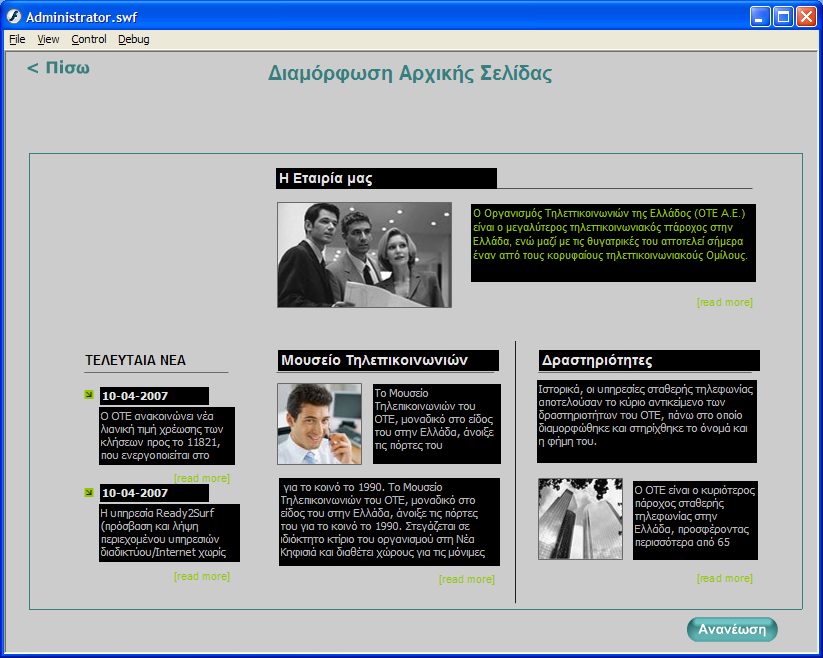 Administrator.swf
File View Control Debug
< Πίσω
Διαμόρφωση Αρχικής Σελίδας
Η Εταιρία μας
Ο Οργανισμός Τηλεπικοινωνιών της Ελλάδος (ΟΤΕ Α.Ε.)
είναι ο μεγαλύτερος τηλεπικοινωνιακός πάροχος στην
Ελλάδα, ενώ μαζί με τις θυγατρικές του αποτελεί σήμερα
έναν από τους κορυφαίους τηλεπικοινωνιακούς Ομίλους.
[read more]
ΤΕΛΕΥΤΑΙΑ ΝΕΑ
10-04-2007
Ο ΟΤΕ ανακοινώνει νέα
λιανική τιμή χρέωσης των
κλήσεων προς το 11821,
που ενεργοποιείται στο
[read more]
10-04-2007
Η υπηρεσία Ready2Surf
(πρόσβαση και λήψη
περιεχομένου υπηρεσιών
διαδικτύου/Internet χωρίς
[read more]
Μουσείο Τηλεπικοινωνιών
Το Μουσείο
Τηλεπικοινωνιών του
ΟΤΕ, μοναδικό στο είδος
του στην Ελλάδα, άνοιξε
τις πόρτες του
για το κοινό το 1990. Το Μουσείο
Τηλεπικοινωνιών του ΟΤΕ, μοναδικό στο
είδος του στην Ελλάδα, άνοιξε τις πόρτες
του για το κοινό το 1990. Στεγάζεται σε
ιδιόκτητο κτίριο του οργανισμού στη Νέα
Κηφισιά και διαθέτει χώρους για τις μόνιμες
[read more]
Δραστηριότητες
Ιστορικά, οι υπηρεσίες σταθερής τηλεφωνίας
αποτελούσαν το κύριο αντικείμενο των
δραστηριοτήτων του ΟΤΕ, πάνω στο οποίο
διαμορφώθηκε και στηρίχθηκε το όνομά και
η φήμη του.
Ο ΟΤΕ είναι ο κυριότερος
πάροχος σταθερής
τηλεφωνίας στην
Ελλάδα, προσφέροντας
περισσότερα από 65
[read more]
Ανανέωση